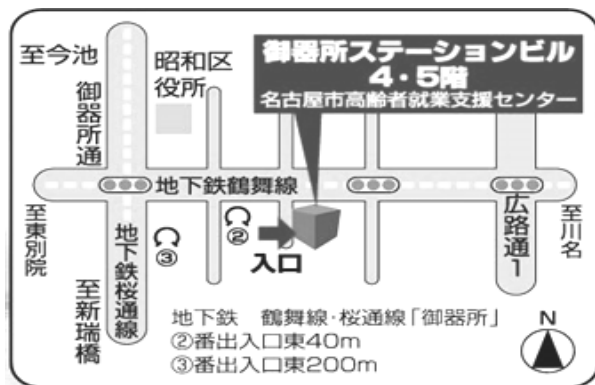 至今池
昭和区
役所
御器所ステーションビル
4・5階
名古屋市高齢者就業支援センター
御器所通
地下鉄鶴舞線
至東別院
地下鉄桜通線
至新瑞橋
③
②
入口
広路通1
至川名
地下鉄 鶴舞線・桜通線「御器所」
②番出入口東40m
③番出入口東200m
N